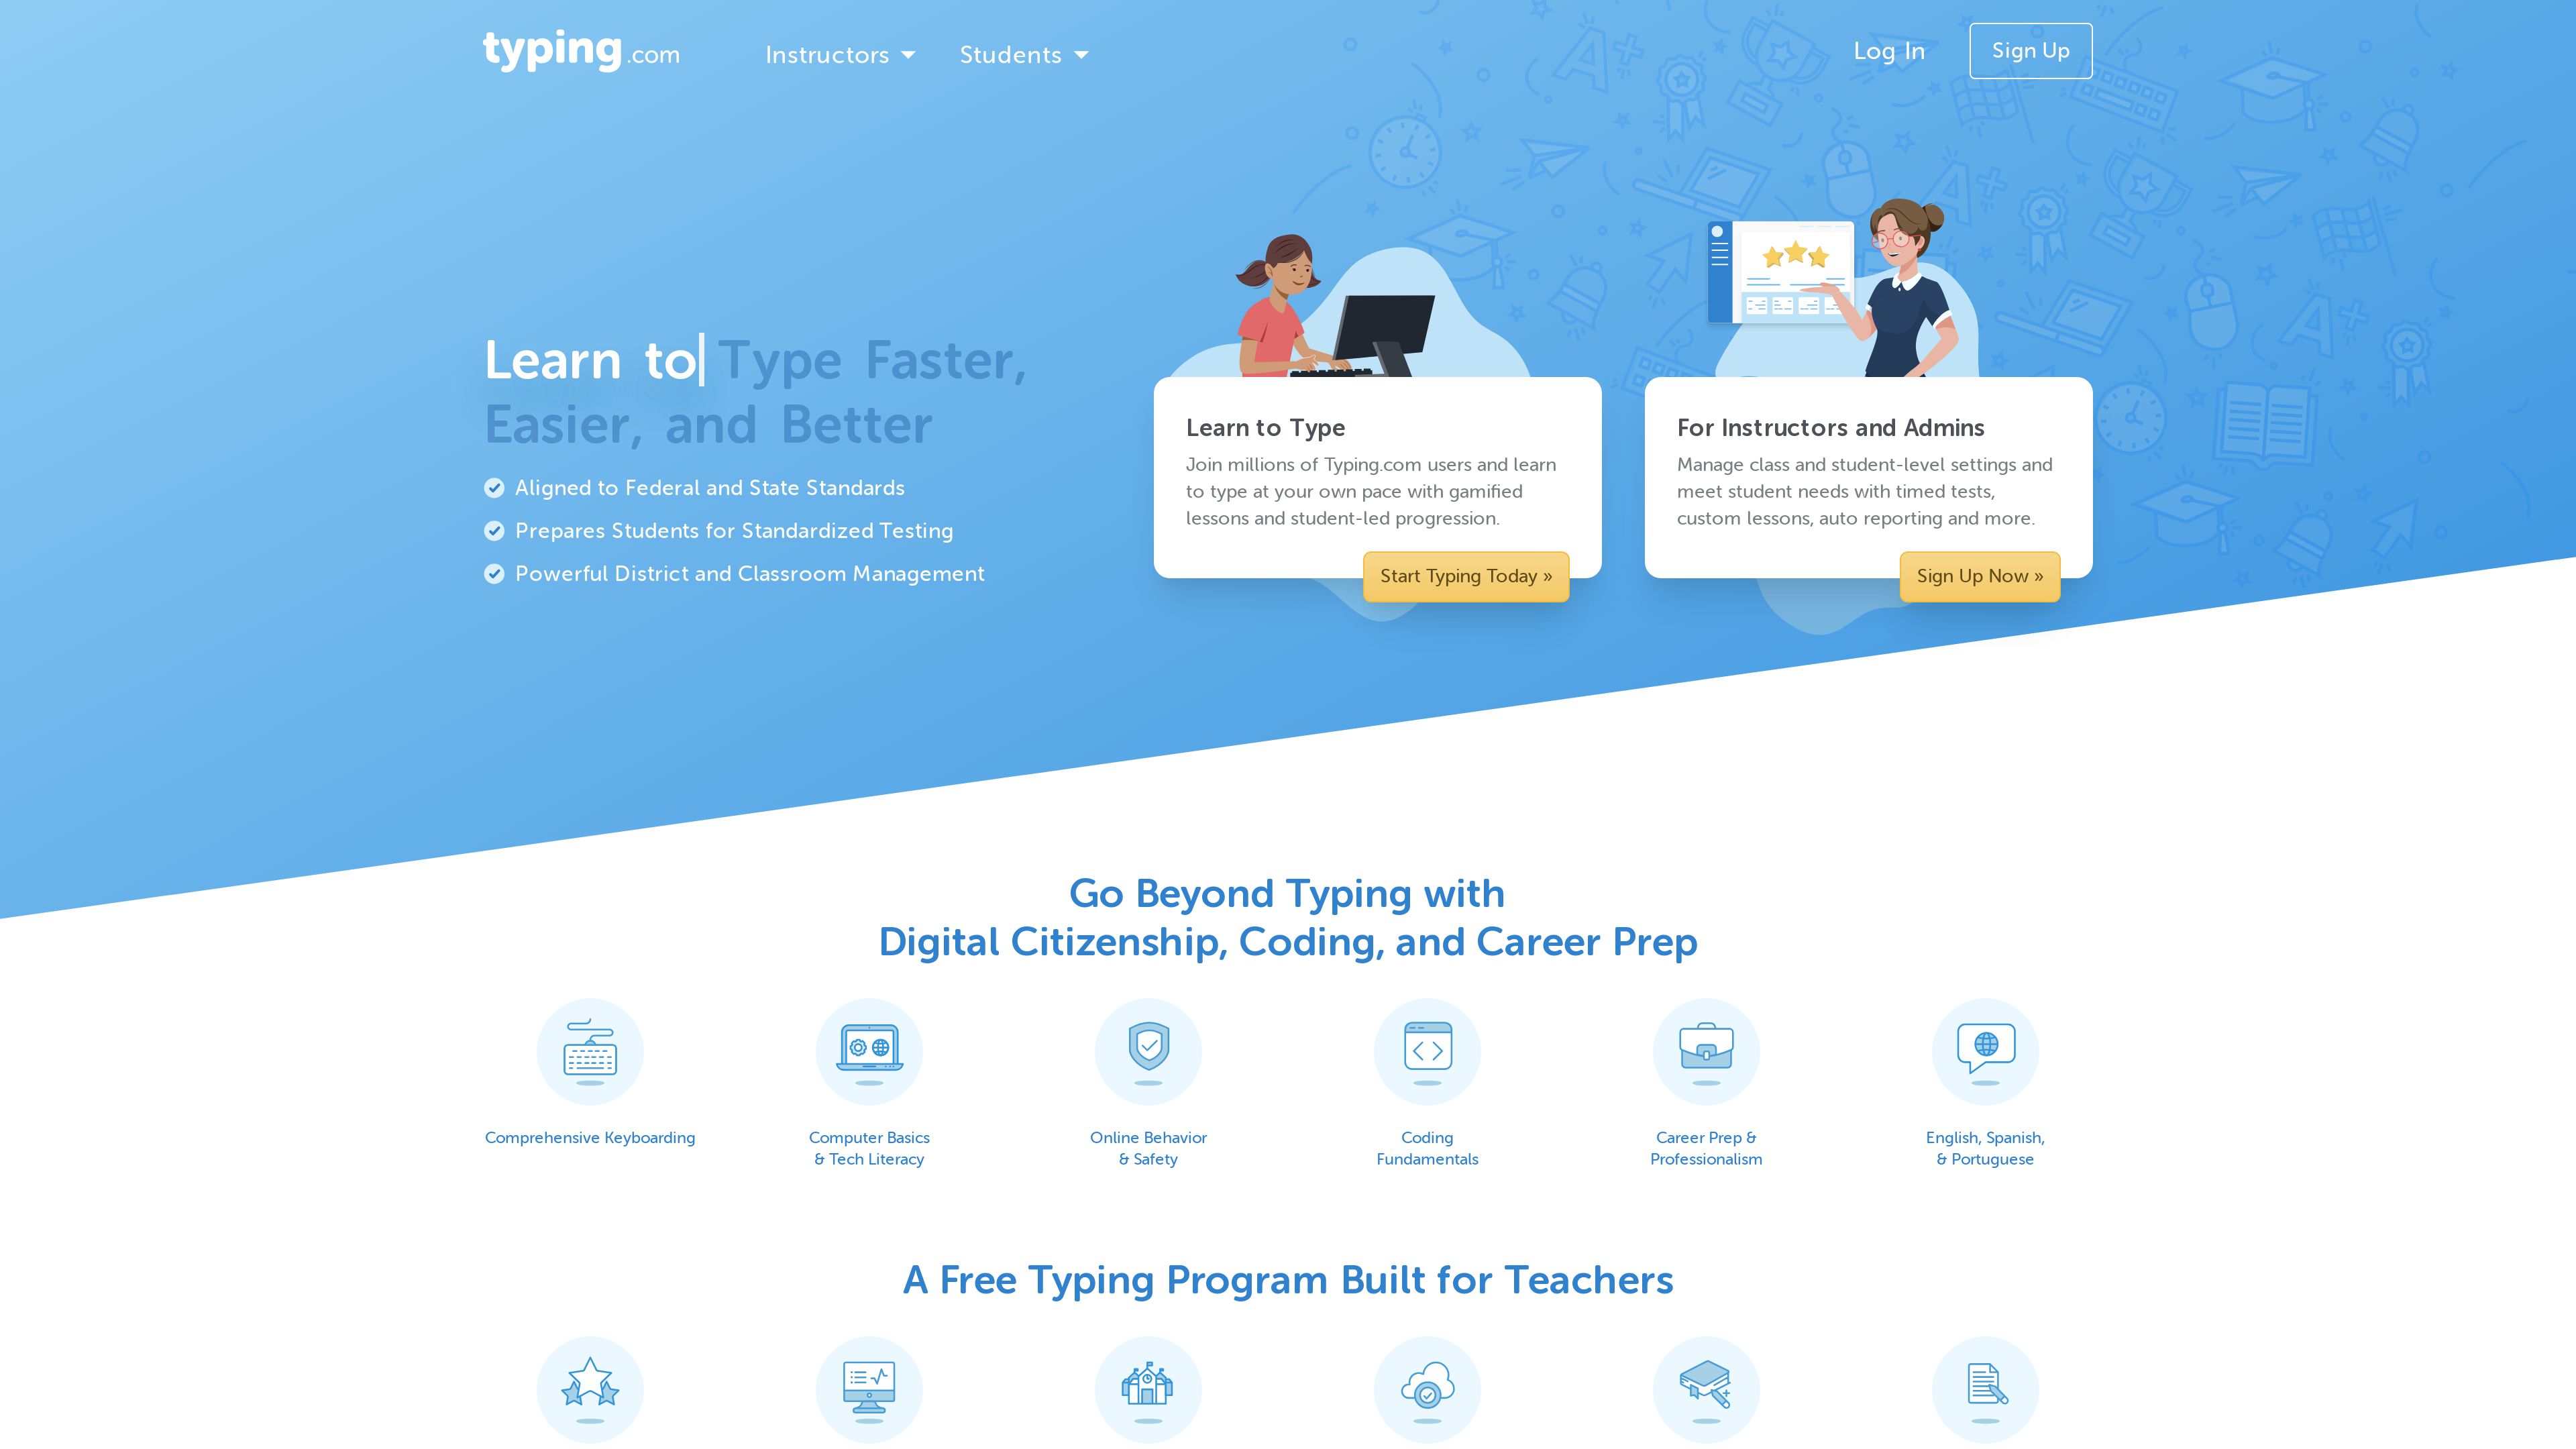 typing.com
Instructors
Students
Log In
Sign Up
Learn to Type Faster,
Easier, and Better
Aligned to Federal and State Standards
Prepares Students for Standardized Testing
Powerful District and Classroom Management
Learn to Type
Join millions of Typing.com users and learn
to type at your own pace with gamified
lessons and student-led progression.
Start Typing Today »
For Instructors and Admins
Manage class and student-level settings and
meet student needs with timed tests,
custom lessons, auto reporting and more.
Sign Up Now »
Go Beyond Typing with
Digital Citizenship, Coding, and Career Prep
Comprehensive Keyboarding
Computer Basics
& Tech Literacy
Online Behavior
& Safety
Coding
Fundamentals
Career Prep &
Professionalism
English, Spanish,
& Portuguese
A Free Typing Program Built for Teachers